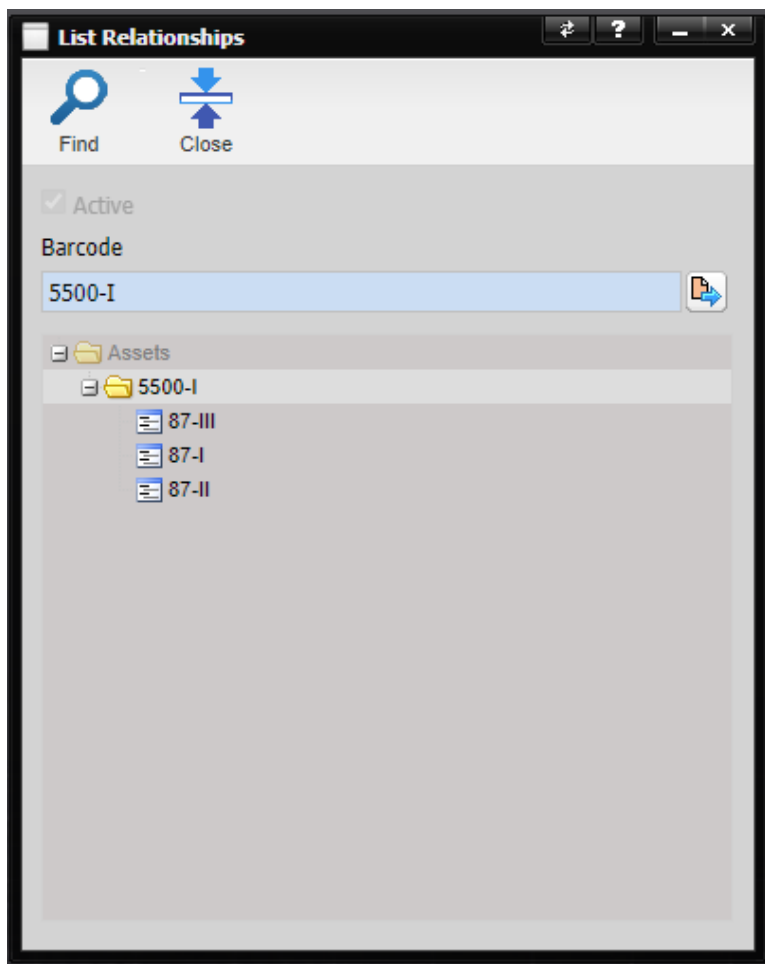 List Relationships
?
Find Close
Active
Barcode
5500-I
Assets
5500-I
87-III
87-I
87-II